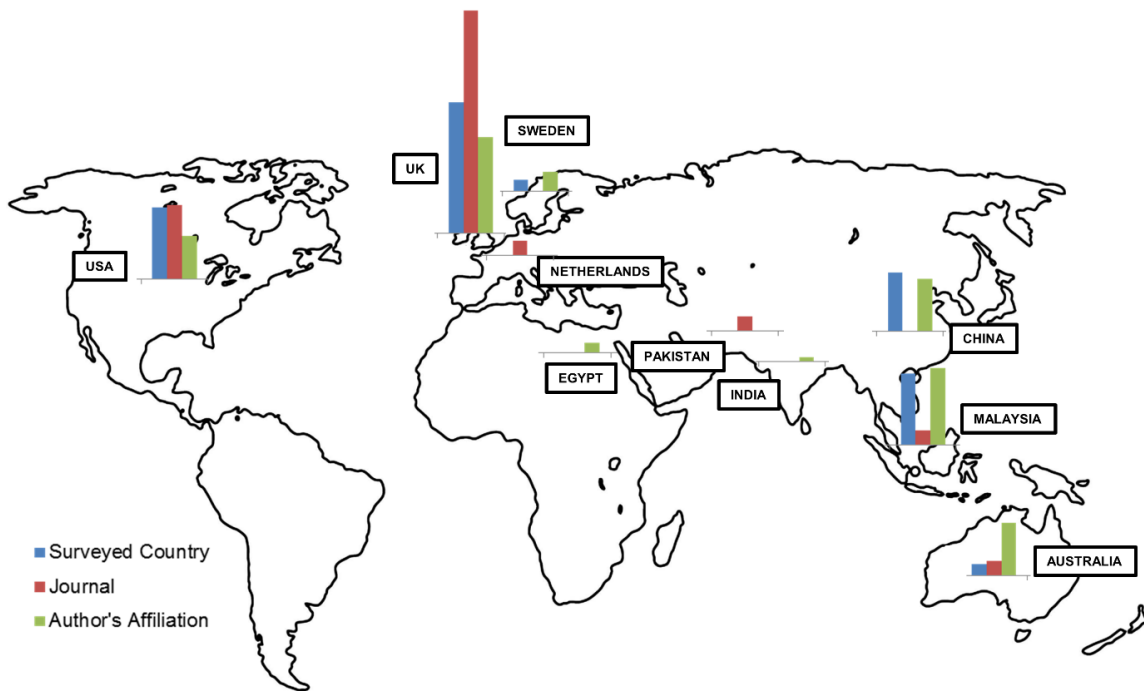 SWEDEN
UK
USA
NETHERLANDS
CHINA
PAKISTAN
EGYPT
INDIA
MALAYSIA
AUSTRALIA
Surveyed Country
Journal
Author's Affiliation